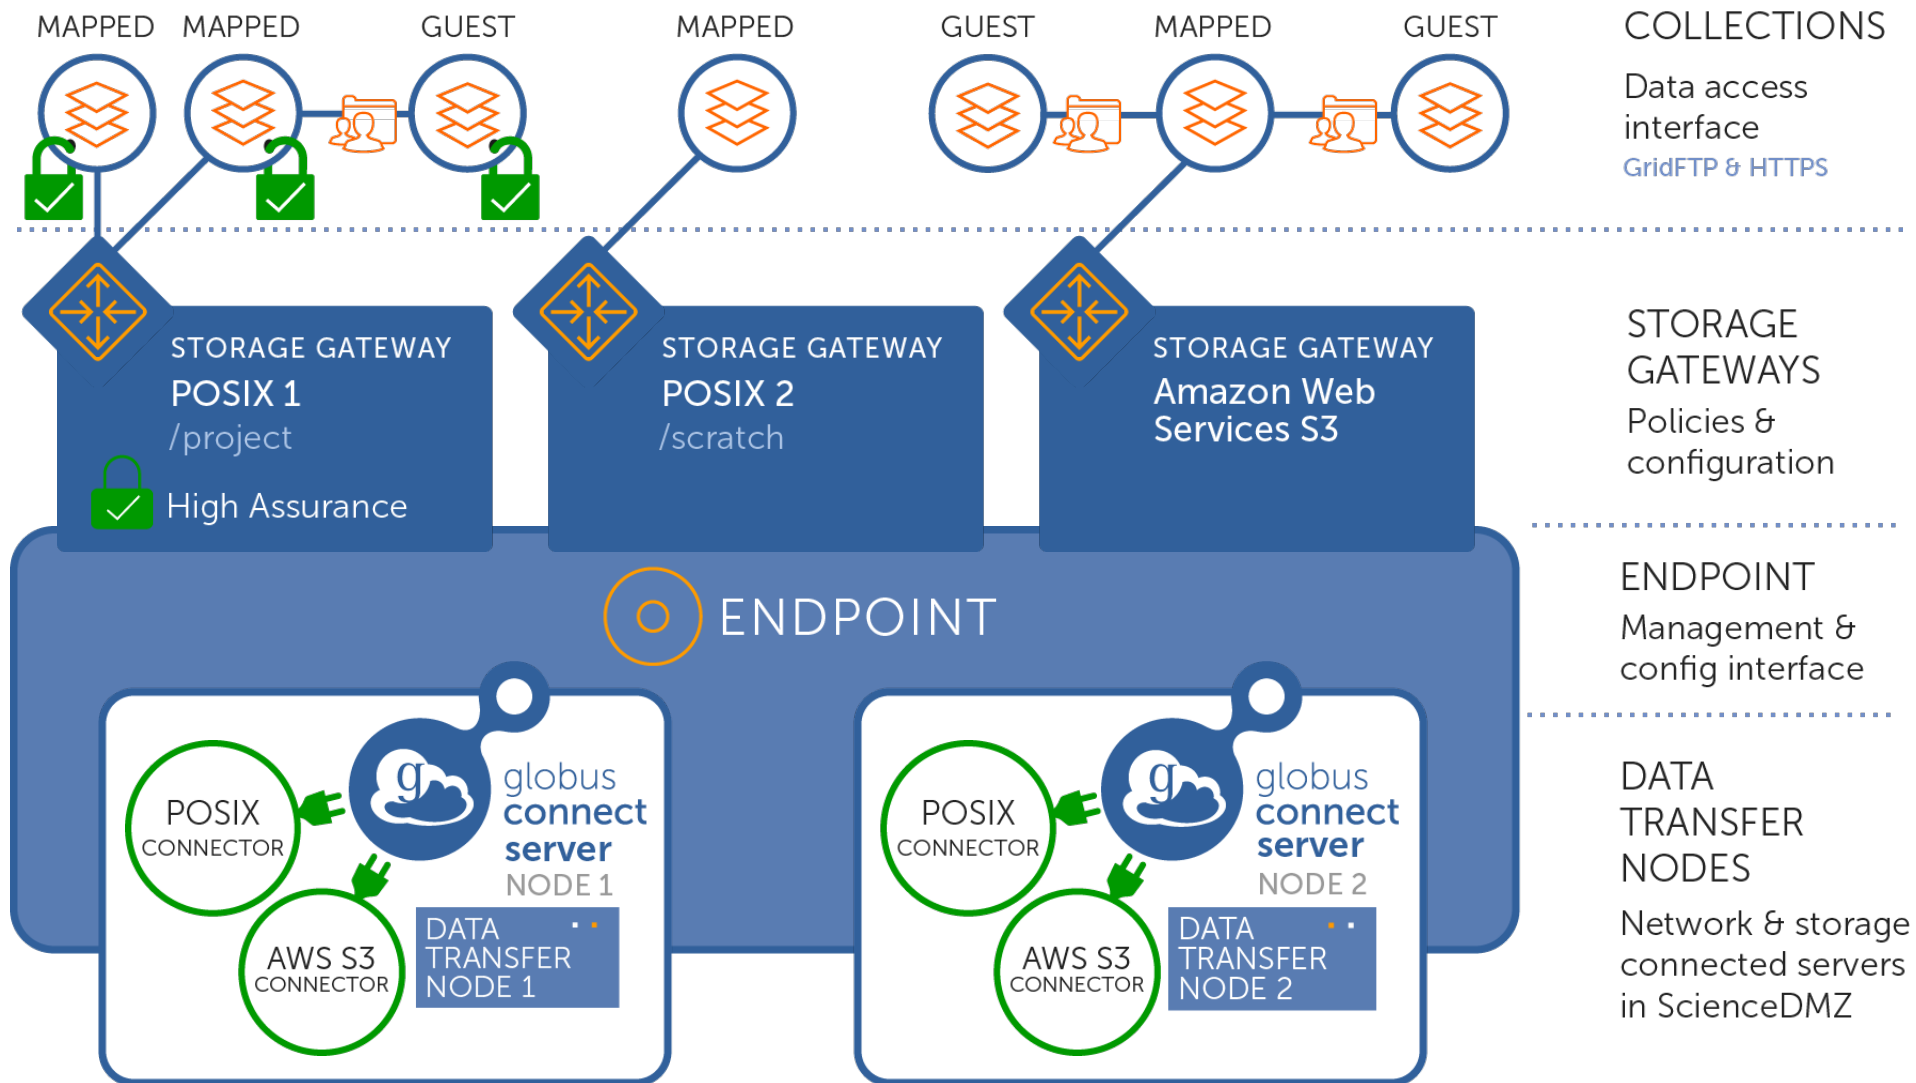 MAPPED
MAPPED
GUEST
MAPPED
GUEST
MAPPED
GUEST
COLLECTIONS
Data access
interface
GridFTP & HTTPS
STORAGE GATEWAY
POSIX 1
/project
High Assurance
STORAGE GATEWAY
POSIX 2
/scratch
STORAGE GATEWAY
Amazon Web
Services S3
STORAGE
GATEWAYS
Policies &
configuration
ENDPOINT
ENDPOINT
Management &
config interface
POSIX
CONNECTOR
AWS S3
CONNECTOR
g
globus
connect
server
NODE 1
DATA
TRANSFER
NODE 1
POSIX
CONNECTOR
AWS S3
CONNECTOR
g
globus
connect
server
NODE 2
DATA
TRANSFER
NODE 2
DATA
TRANSFER
NODES
Network & storage
connected servers
in ScienceDMZ